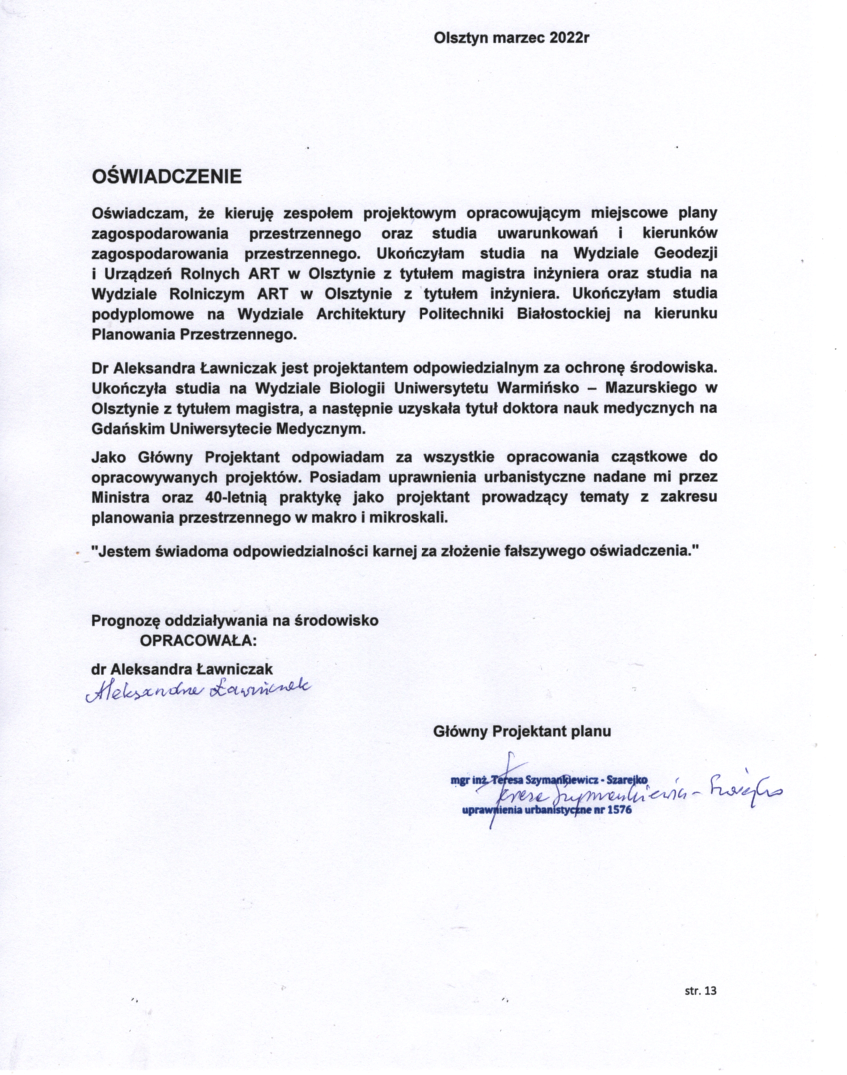 Olsztyn marzec 2022r
OŚWIADCZENIE
Oświadczam, że kieruję zespołem projektowym opracowującym miejscowe plany
zagospodarowania przestrzennego oraz studia uwarunkowań i kierunków
zagospodarowania przestrzennego. Ukończyłam studia na Wydziale Geodezji
i Urządzeń Rolnych ART w Olsztynie z tytułem magistra inżyniera oraz studia na
Wydziale Rolniczym ART w Olsztynie z tytułem inżyniera. Ukończyłam studia
podyplomowe na Wydziale Architektury Politechniki Białostockiej na kierunku
Planowania Przestrzennego.
Dr Aleksandra Ławniczak jest projektantem odpowiedzialnym za ochronę środowiska.
Ukończyła studia na Wydziale Biologii Uniwersytetu Warmińsko – Mazurskiego w
Olsztynie z tytułem magistra, a następnie uzyskała tytuł doktora nauk medycznych na
Gdańskim Uniwersytecie Medycznym.
Jako Główny Projektant odpowiadam za wszystkie opracowania cząstkowe do
opracowywanych projektów. Posiadam uprawnienia urbanistyczne nadane mi przez
Ministra oraz 40-letnią praktykę jako projektant prowadzący tematy z zakresu
planowania przestrzennego w makro i mikroskali.
"Jestem świadoma odpowiedzialności karnej za złożenie fałszywego oświadczenia."
Prognozę oddziaływania na środowisko
OPRACOWAŁA:
dr Aleksandra Ławniczak
Aleksandra Ławniczak
Główny Projektant planu
mgr inż. Teresa Szymankiewicz - Szarejko
Teresa Szymankiewicz - Szarejko
uprawnienia urbanistyczne nr 1576
str. 13